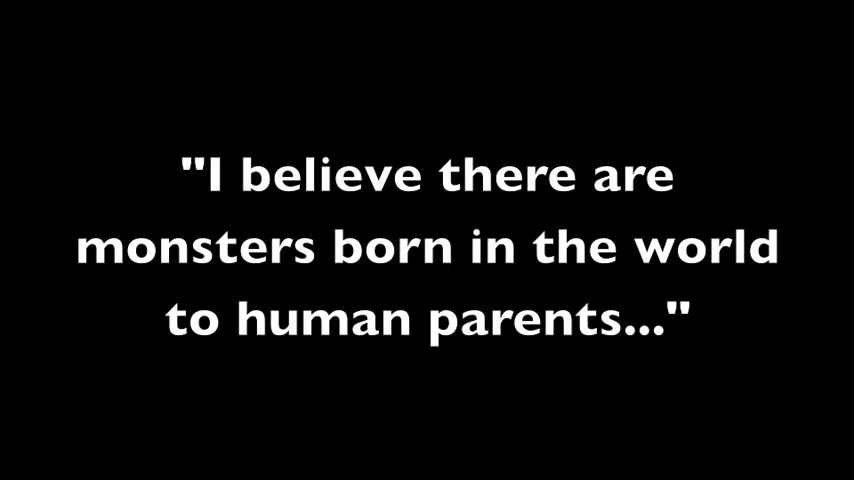 "I believe there are
monsters born in the world
to human parents..."